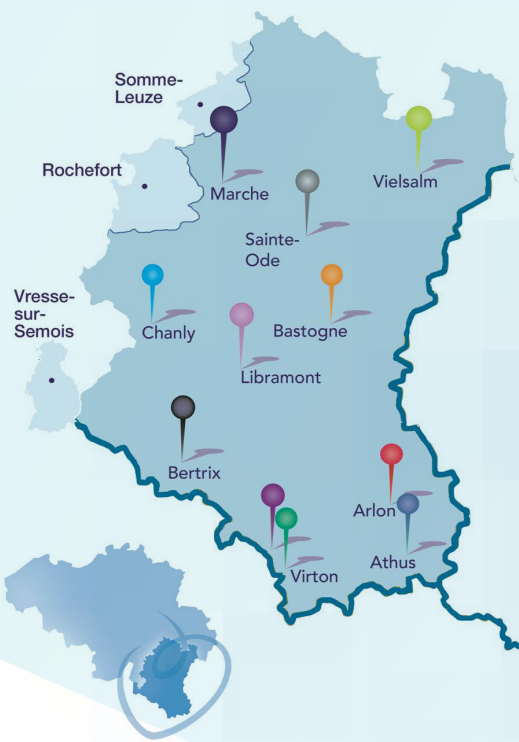 Somme-
Leuze
Rochefort
Marche
Vielsalm
Sainte-
Ode
Vresse-
sur-
Semois
Chanly
Bastogne
Libramont
Bertrix
Arlon
Athus
Virton